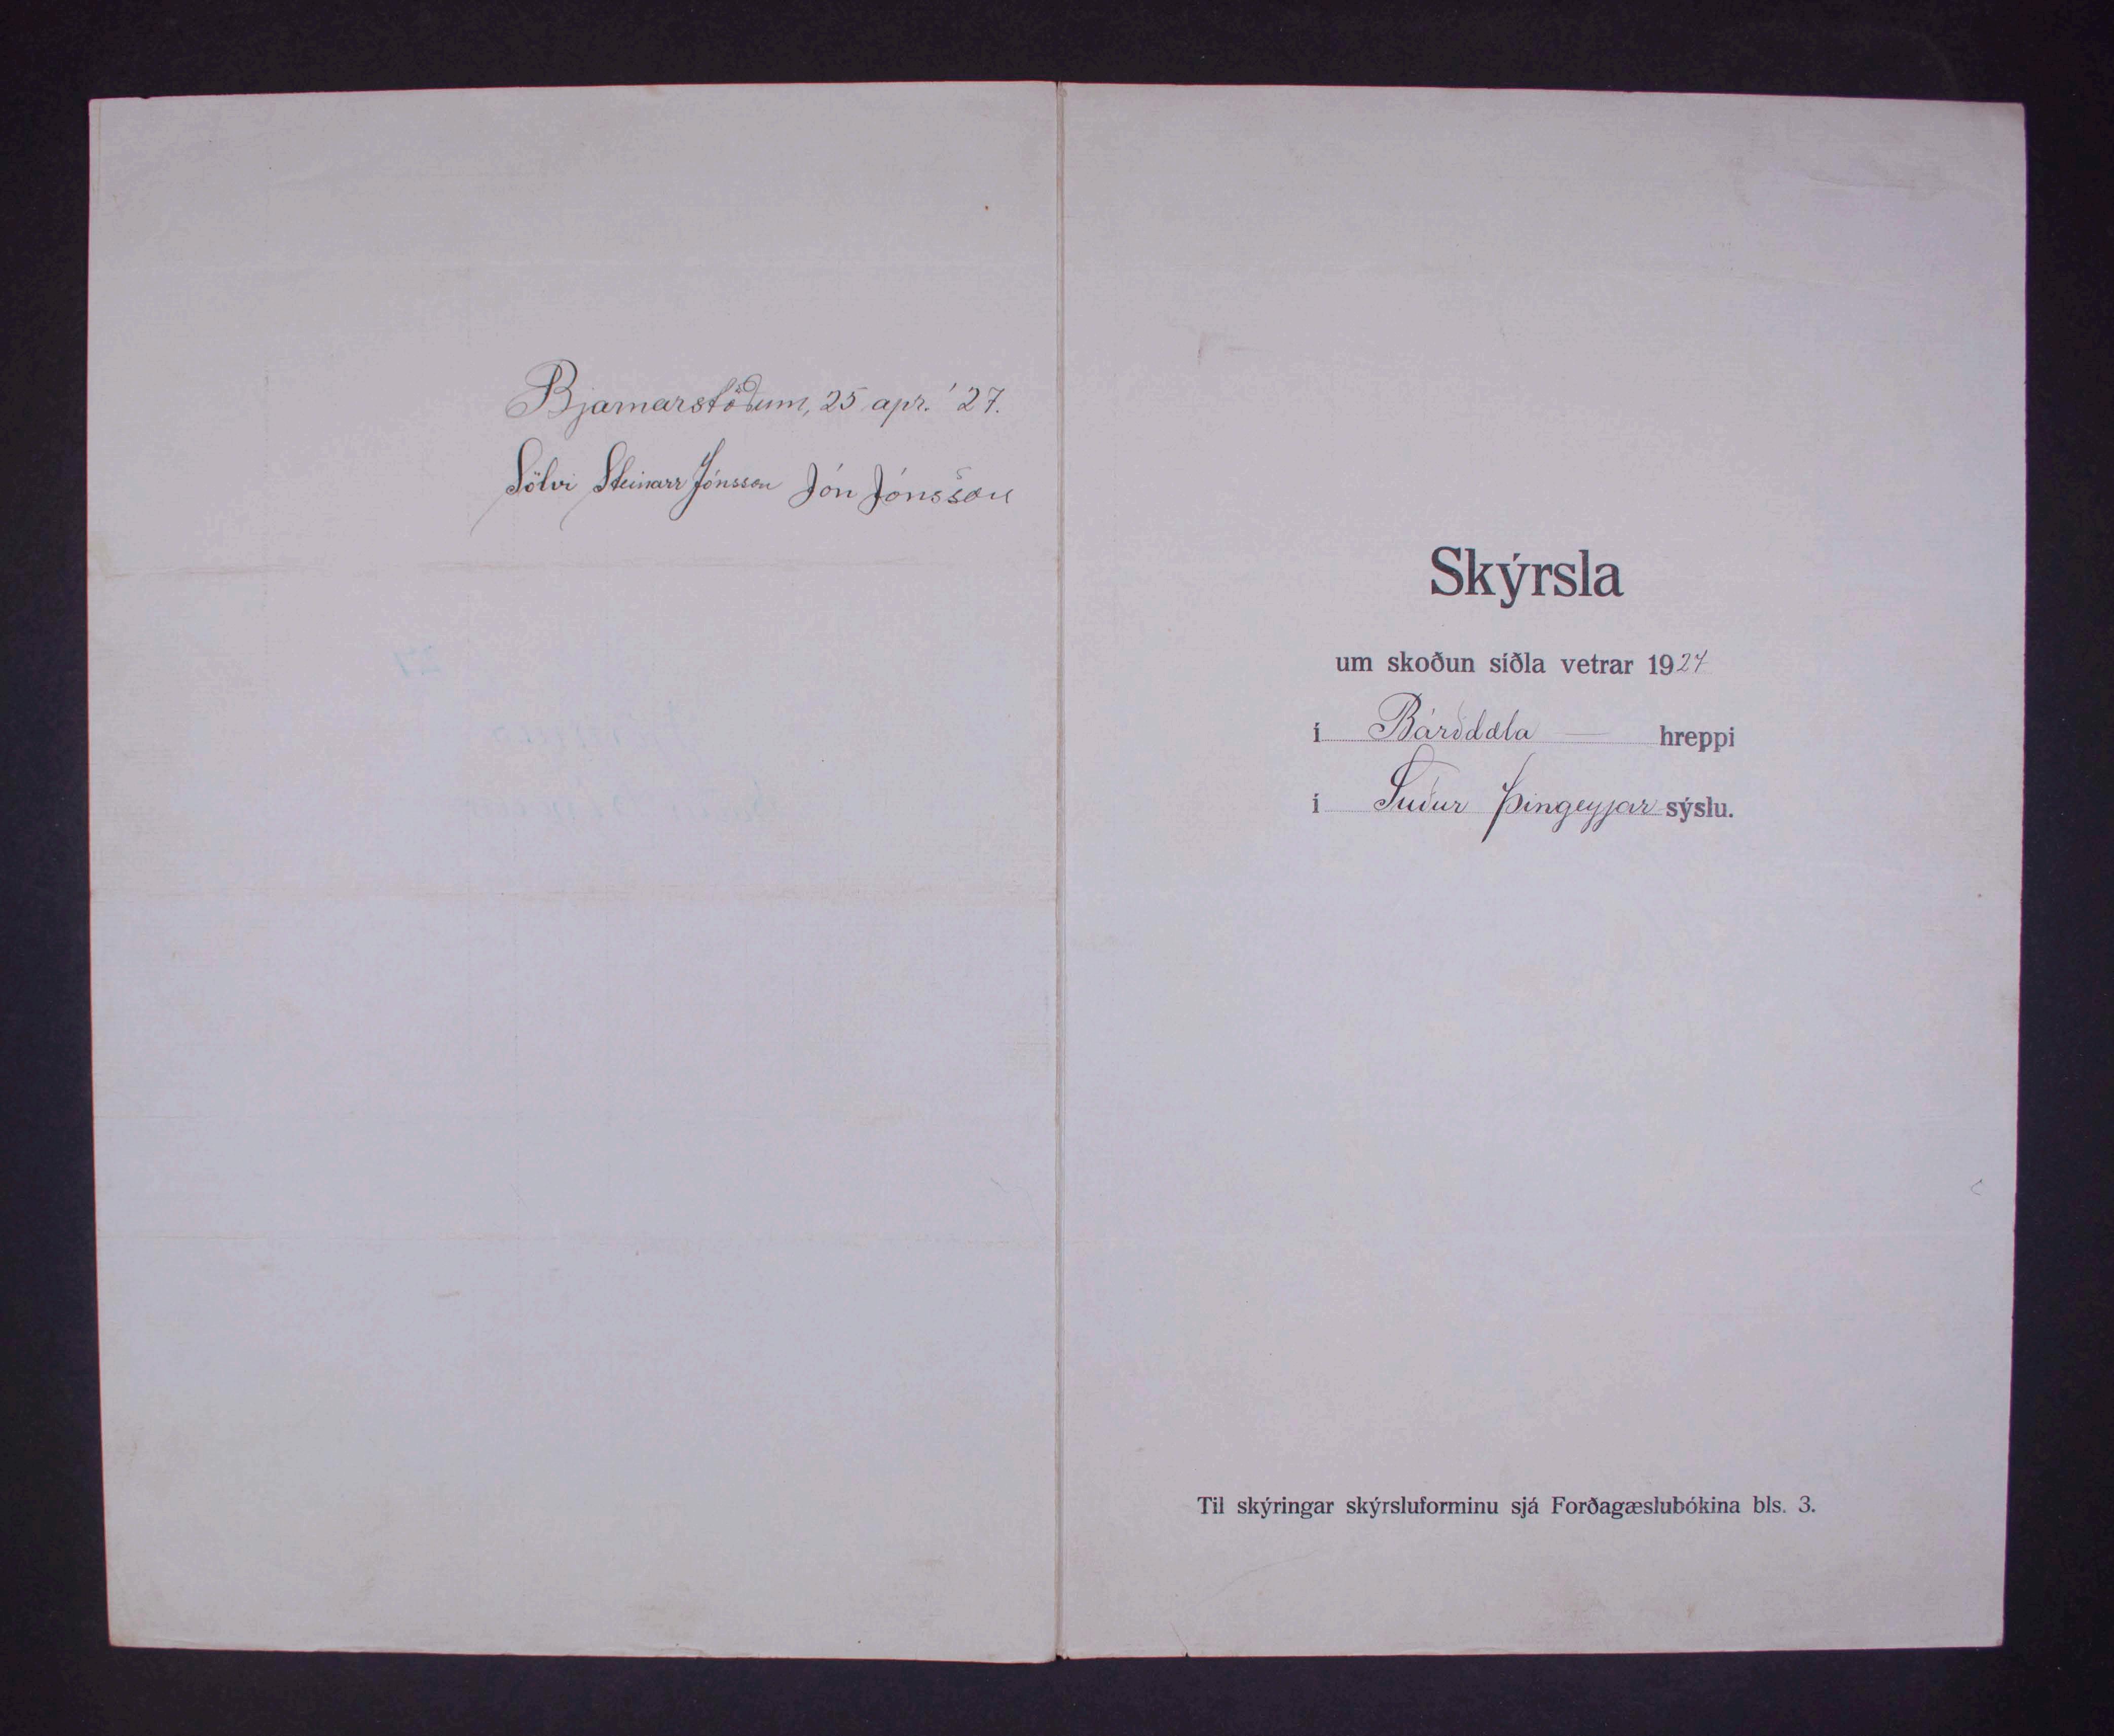 Bjarnarstöðum, 25 apr. '27.
Sölvi Steinarr Jónsson Jón Jónsson
Skýrsla
um skoðun síðla vetrar 1927
í Bárðdæla hreppi
í Suður Þingeyjar sýslu.
Til skýringar skýrsluforminu sjá Forðagæslubókina bls. 3.